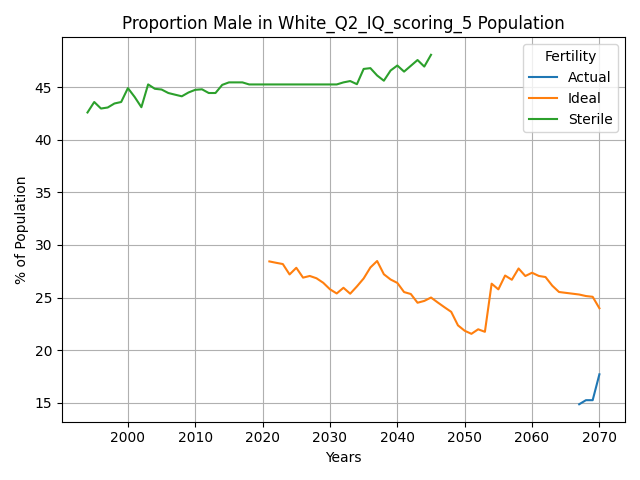 Proportion Male in White_Q2_IQ_scoring_5 Population
Fertility
Actual
Ideal
Sterile
% of Population
45
40
35
30
25
20
15
2000 2010 2020 2030 2040 2050 2060 2070
Years